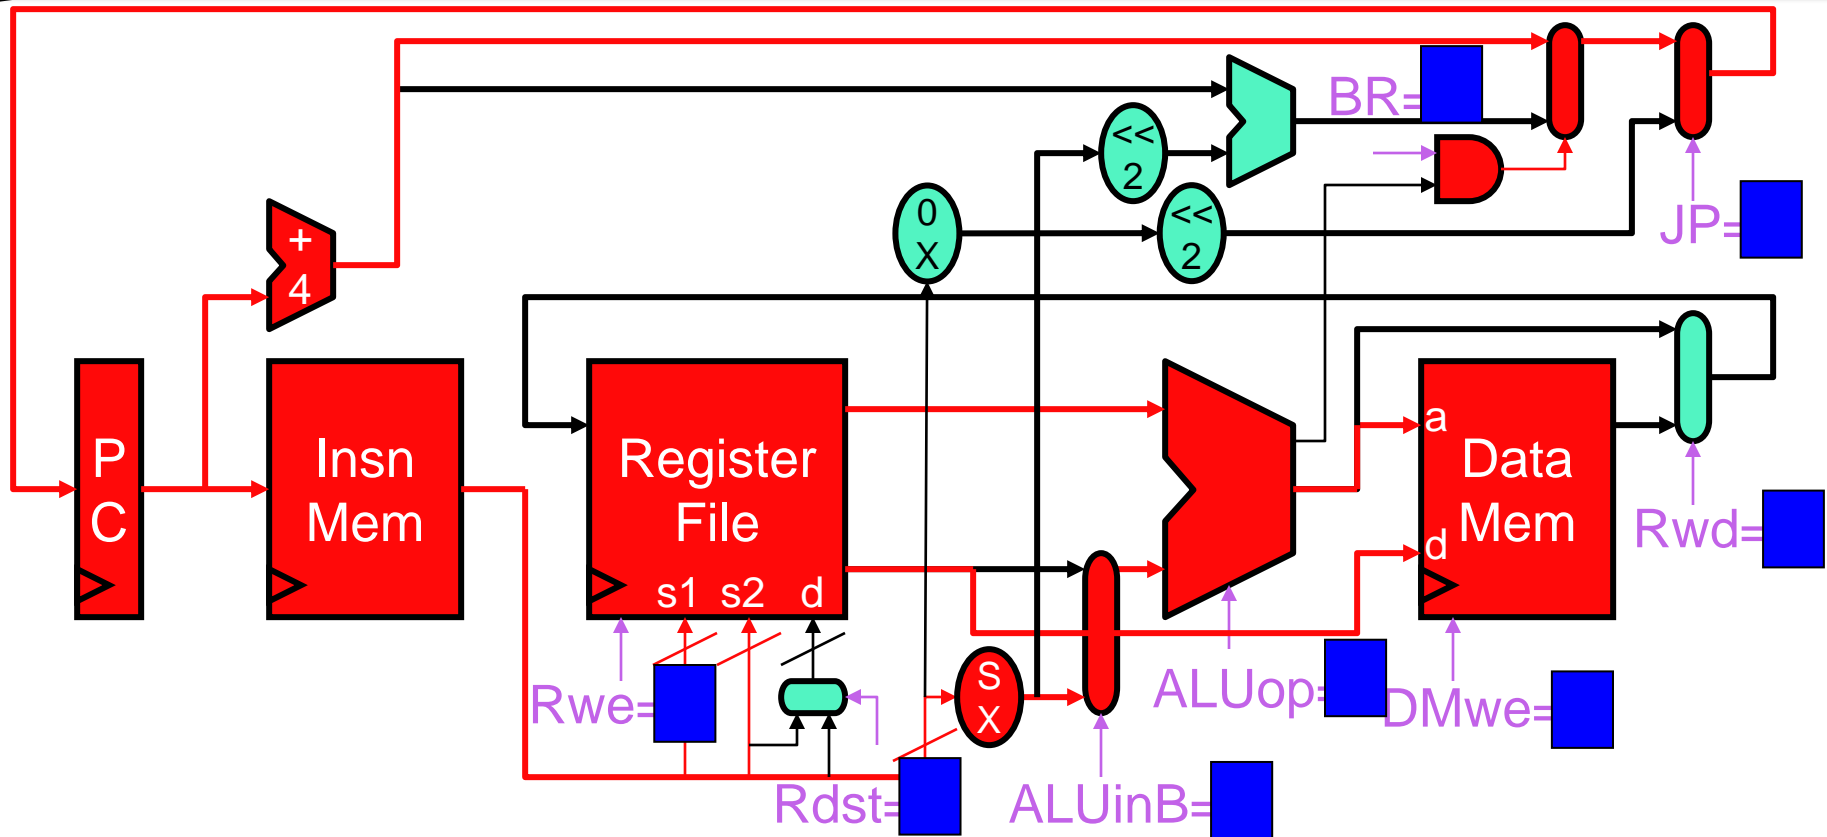 BR=
<<
2
0
X
<<
2
JP=
+
4
P
C
Insn
Mem
Register
File
s1 s2 d
a
Data
Mem
d
Rwd=
S
X
Rwe=
ALUop=
DMwe=
Rdst=
ALUinB=